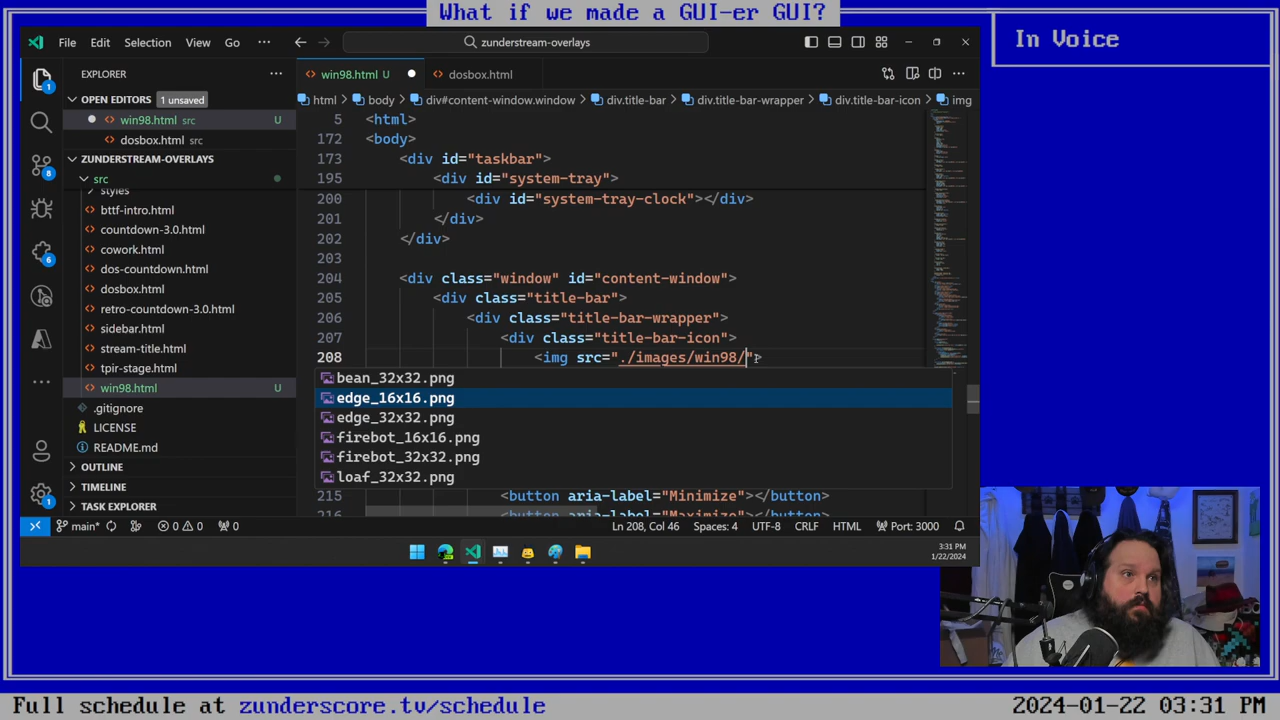 What if we made a GUI-er GUI?
In Voice
File Edit Selection View Go ···
zunderstream-overlays
EXPLORER
win98.html U
dosbox.html
OPEN EDITORS 1 unsaved
win98.html src U
dosbox.html src
ZUNDERSTREAM-OVERLAYS
src
styles
bttf-intro.html
countdown-3.0.html
cowork.html
dos-countdown.html
dosbox.html
retro-countdown-3.0.html
sidebar.html
stream-title.html
tpir-stage.html
win98.html U
.gitignore
LICENSE
README.md
OUTLINE
TIMELINE
TASK EXPLORER
html > body > div#content-window.window > div.title-bar > div.title-bar-wrapper > div.title-bar-icon > img
5 <html>
172 <body>
173 <div id="taskbar">
195 <div id="system-tray">
200 <div id="system-tray-clock"></div>
201 </div>
202 </div>
203
204 <div class="window" id="content-window">
205 <div class="title-bar">
206 <div class="title-bar-wrapper">
207 <div class="title-bar-icon">
208 <img src="./images/win98/">
bean_32x32.png
edge_16x16.png
edge_32x32.png
firebot_16x16.png
firebot_32x32.png
loaf_32x32.png
215 <button aria-label="Minimize"></button>
216 <button aria-label="Maximize"></button>
main* 0 0 0 Ln 208, Col 46 Spaces: 4 UTF-8 CRLF HTML Port: 3000
3:31 PM
1/22/2024
Full schedule at zunderscore.tv/schedule
2024-01-22 03:31 PM